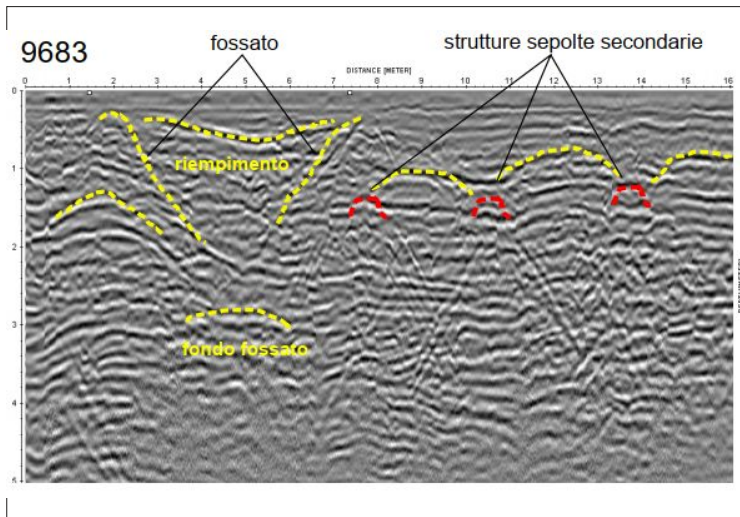 9683
fossato
strutture sepolte secondarie
DISTANCE [METER]
0 1 2 3 4 5 6 7 8 9 10 11 12 13 14 15 16
0
1
2
3
4
riempimento
fondo fossato